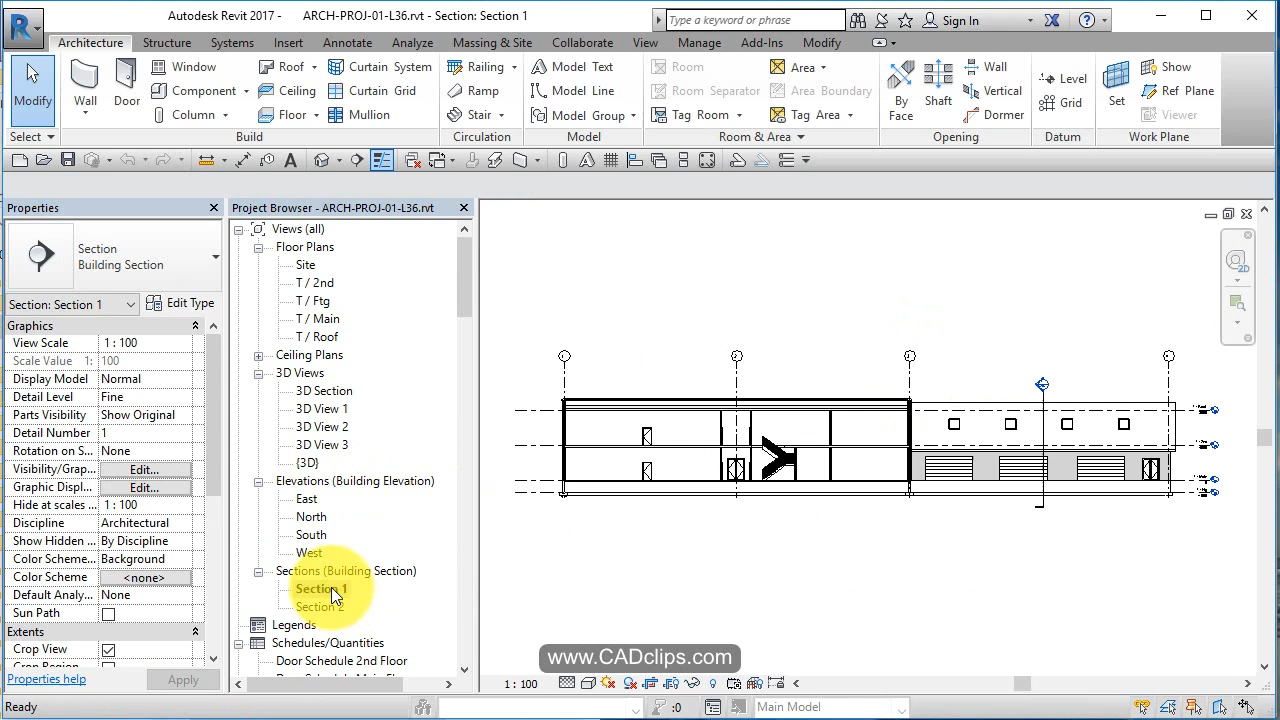 Autodesk Revit 2017 - ARCH-PROJ-01-L36.rvt - Section: Section 1
Type a keyword or phrase
Sign In
Architecture Structure Systems Insert Annotate Analyze Massing & Site Collaborate View Manage Add-Ins Modify
Modify Wall Door Window Roof Curtain System Railing Model Text Room Area By Face Shaft Wall Level Set Show
Component Ceiling Curtain Grid Ramp Model Line Room Separator Area Boundary Vertical Grid Ref Plane
Column Floor Mullion Stair Model Group Tag Room Tag Area Dormer Viewer
Select Build Circulation Model Room & Area Opening Datum Work Plane
Properties
Section
Building Section
Section: Section 1 Edit Type
Graphics
View Scale 1 : 100
Scale Value 1: 100
Display Model Normal
Detail Level Fine
Parts Visibility Show Original
Detail Number 1
Rotation on S... None
Visibility/Grap... Edit...
Graphic Displ... Edit...
Hide at scales ... 1 : 100
Discipline Architectural
Show Hidden ... By Discipline
Color Scheme... Background
Color Scheme <none>
Default Analy... None
Sun Path
Extents
Crop View
Properties help Apply
Project Browser - ARCH-PROJ-01-L36.rvt
Views (all)
Floor Plans
Site
T / 2nd
T / Ftg
T / Main
T / Roof
Ceiling Plans
3D Views
3D Section
3D View 1
3D View 2
3D View 3
{3D}
Elevations (Building Elevation)
East
North
South
West
Sections (Building Section)
Section 1
Section 2
Legends
Schedules/Quantities
Door Schedule 2nd Floor
2D
www.CADclips.com
1 : 100
Ready
:0
Main Model